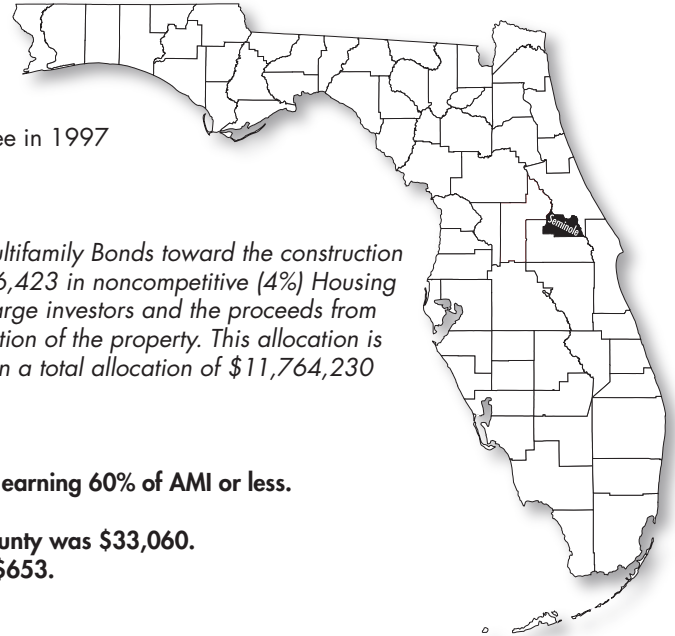 ee in 1997
Seminole
ultifamily Bonds toward the construction
6,423 in noncompetitive (4%) Housing
arge investors and the proceeds from
tion of the property. This allocation is
n a total allocation of $11,764,230
earning 60% of AMI or less.
unty was $33,060.
$653.